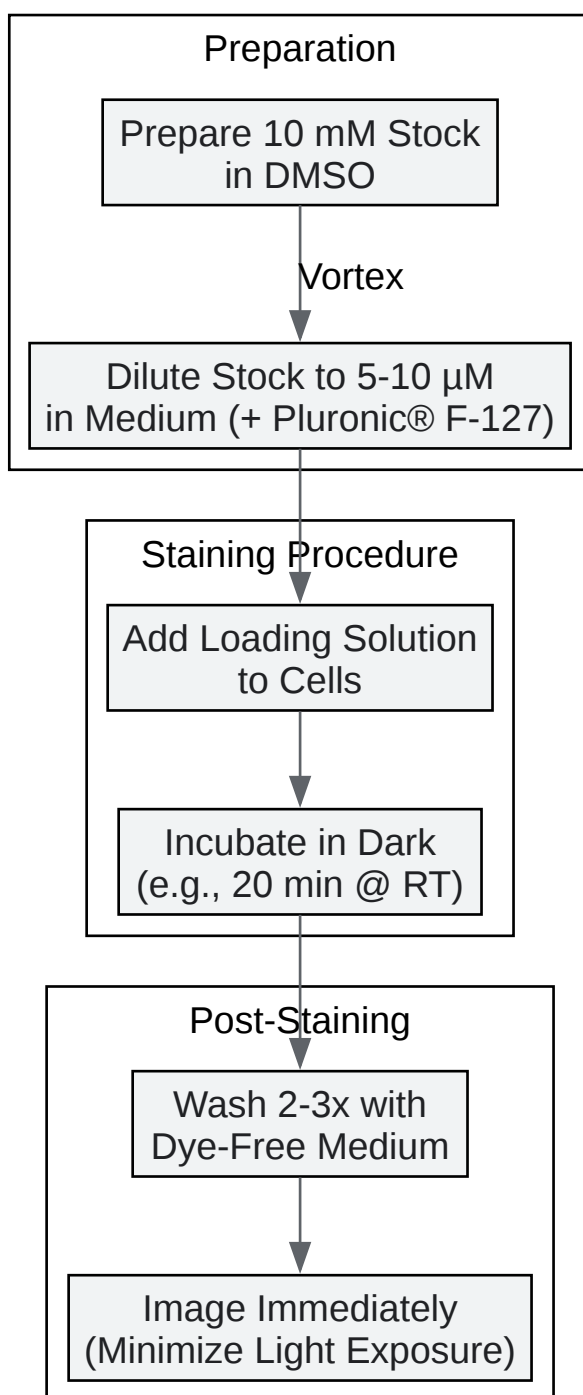 Preparation
Prepare 10 mM Stock
in DMSO
Vortex
Dilute Stock to 5-10 µM
in Medium (+ Pluronic® F-127)
Staining Procedure
Add Loading Solution
to Cells
Incubate in Dark
(e.g., 20 min @ RT)
Post-Staining
Wash 2-3x with
Dye-Free Medium
Image Immediately
(Minimize Light Exposure)